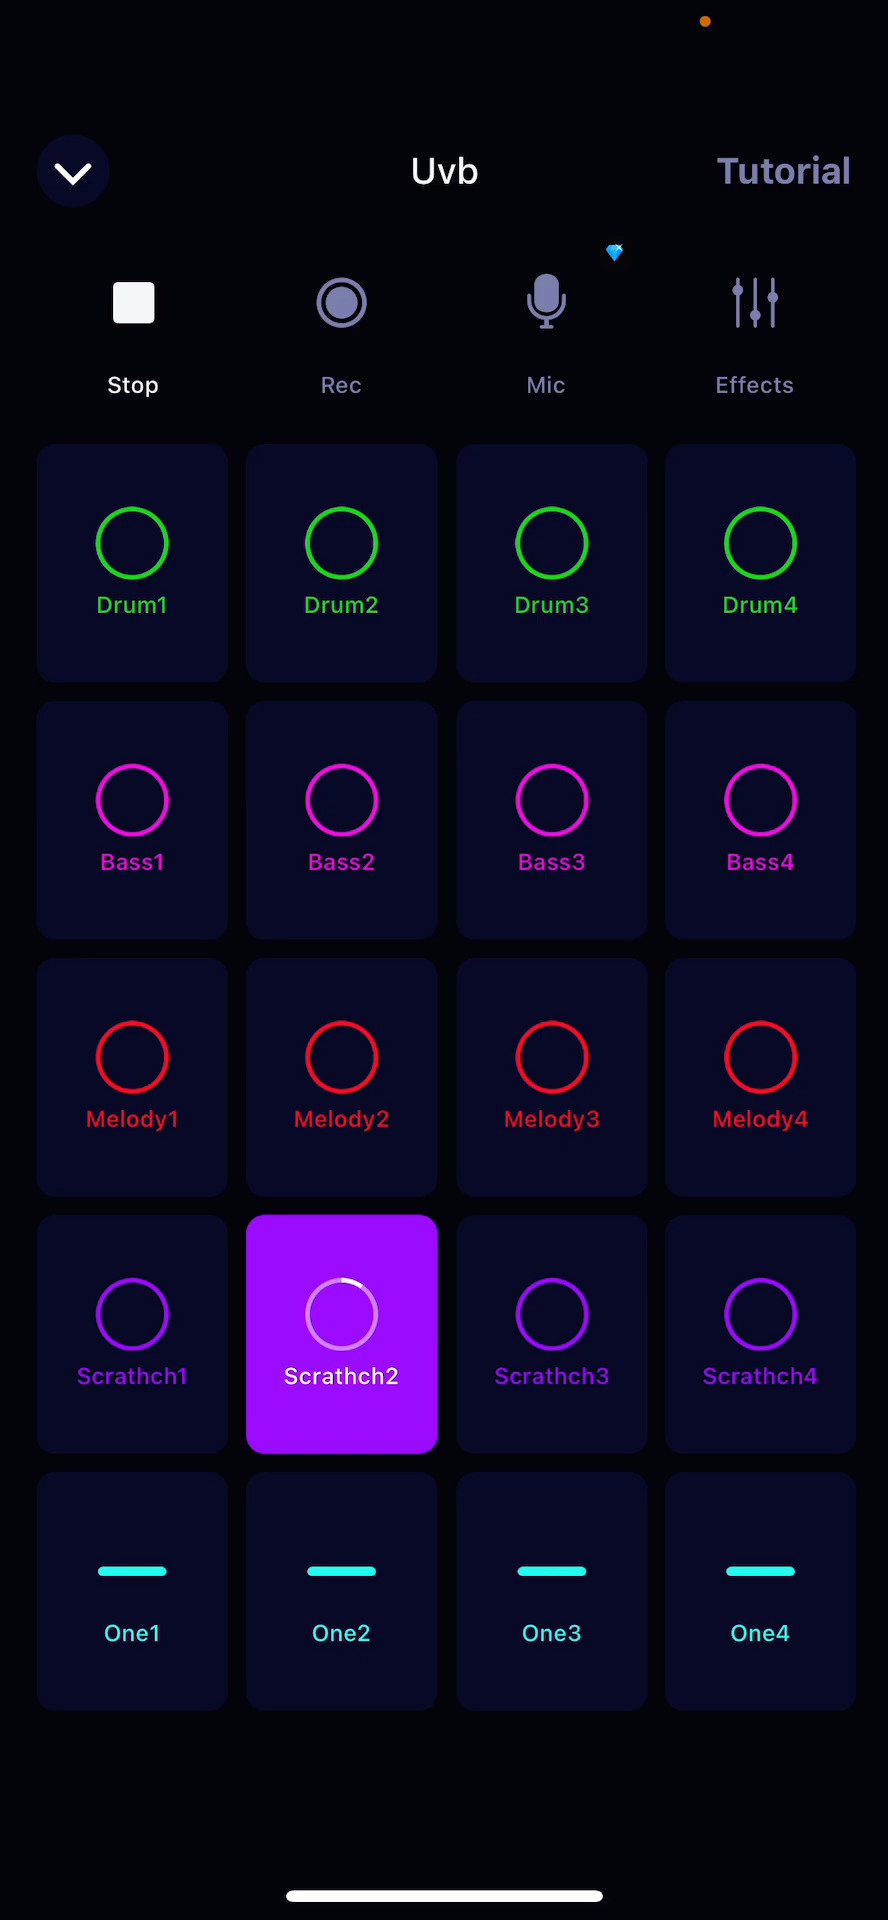 Uvb
Tutorial
Stop
Rec
Mic
Effects
Drum1
Drum2
Drum3
Drum4
Bass1
Bass2
Bass3
Bass4
Melody1
Melody2
Melody3
Melody4
Scrathch1
Scrathch2
Scrathch3
Scrathch4
One1
One2
One3
One4